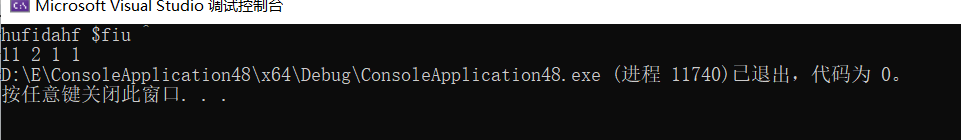 Microsoft Visual Studio 调试控制台
hufidahf $fiu ^
11 2 1 1
D:\E\ConsoleApplication48\x64\Debug\ConsoleApplication48.exe (进程 11740)已退出，代码为 0。
按任意键关闭此窗口. . .